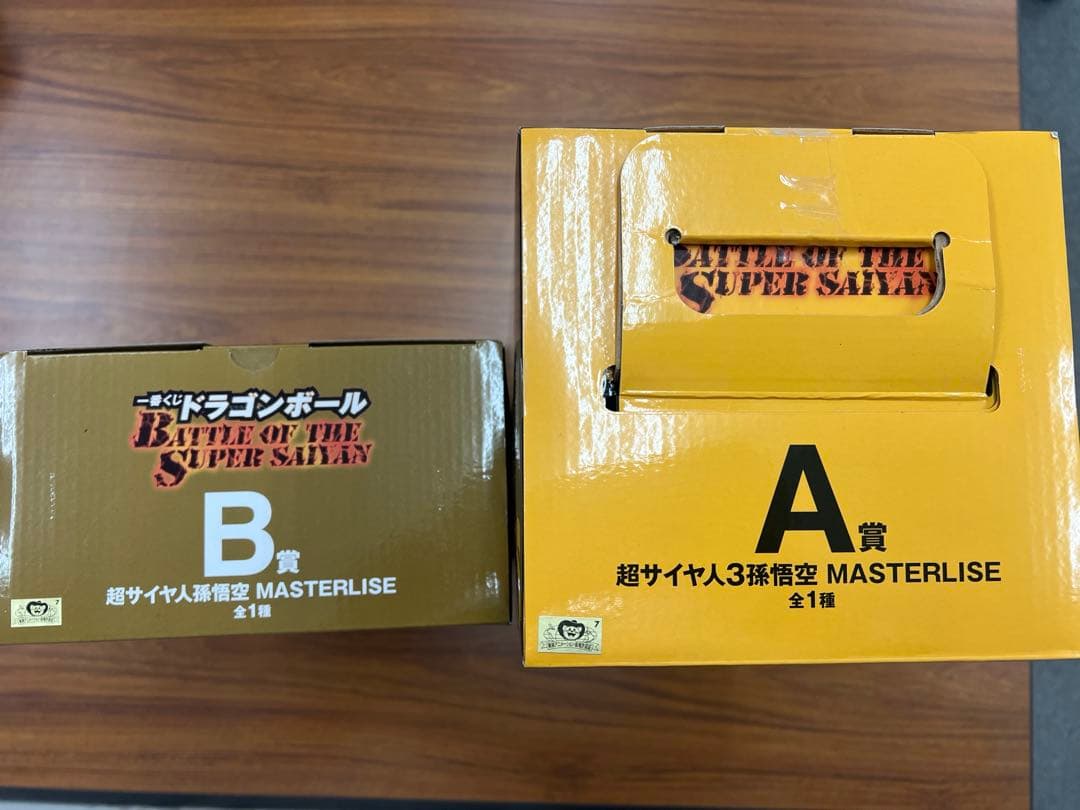 一番くじ ドラゴンボール
BATTLE OF THE
SUPER SAIYAN
B賞
超サイヤ人孫悟空 MASTERLISE
全1種
7
BATTLE OF THE
SUPER SAIYAN
A賞
超サイヤ人3孫悟空 MASTERLISE
全1種
7